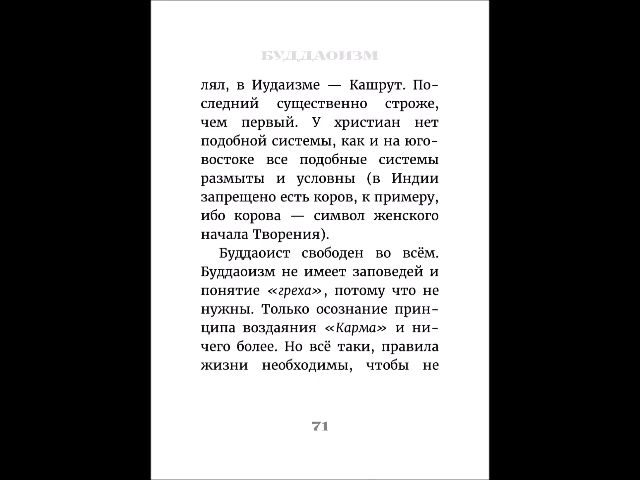 БУДДАОИЗМ
лял, в Иудаизме — Кашрут. По-
следний существенно строже,
чем первый. У христиан нет
подобной системы, как и на юго-
востоке все подобные системы
размыты и условны (в Индии
запрещено есть коров, к примеру,
ибо корова — символ женского
начала Творения).
Буддаоист свободен во всём.
Буддаоизм не имеет заповедей и
понятие «греха», потому что не
нужны. Только осознание прин-
ципа воздаяния «Карма» и ни-
чего более. Но всё таки, правила
жизни необходимы, чтобы не
71